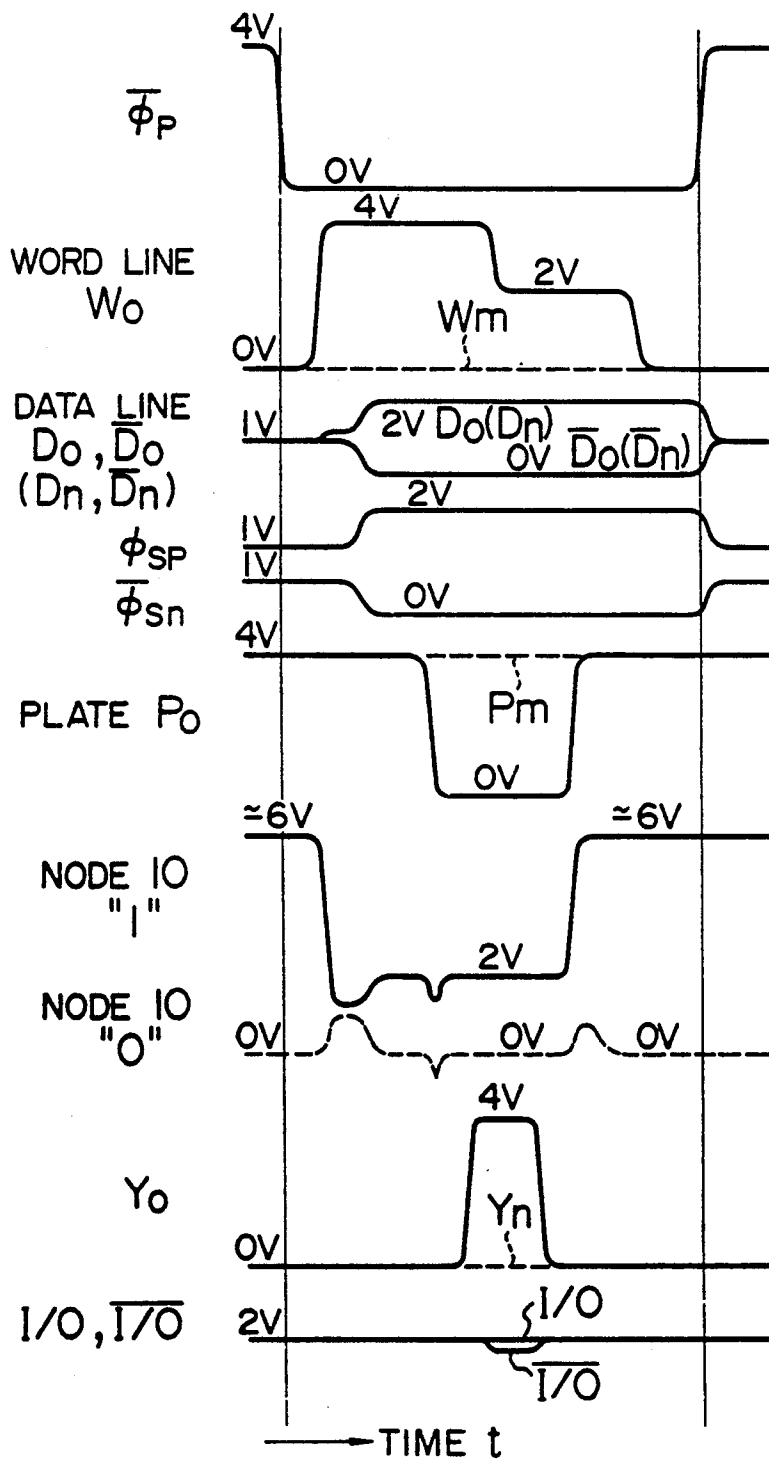 4V
φ̅P
0V
4V
WORD LINE
W0
2V
Wm
0V
DATA LINE
D0, D̅0
(Dn, D̅n)
1V
2V D0(Dn)
0V D̅0(D̅n)
2V
1V
φSP
1V
φ̅Sn
0V
4V
PLATE P0
Pm
0V
≃6V
≃6V
NODE 10
"1"
2V
NODE 10
"0"
0V
0V
0V
4V
Y0
Yn
0V
I/O, I̅/̅O̅
2V
I/O
I̅/̅O̅
TIME t